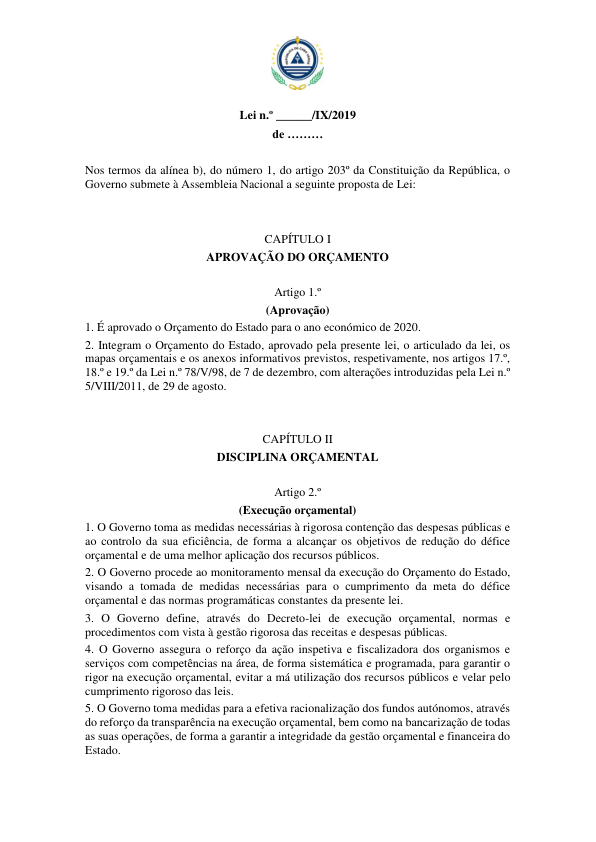 Lei n.º ______/IX/2019
de ………
Nos termos da alínea b), do número 1, do artigo 203º da Constituição da República, o
Governo submete à Assembleia Nacional a seguinte proposta de Lei:
CAPÍTULO I
APROVAÇÃO DO ORÇAMENTO
Artigo 1.º
(Aprovação)
1. É aprovado o Orçamento do Estado para o ano económico de 2020.
2. Integram o Orçamento do Estado, aprovado pela presente lei, o articulado da lei, os
mapas orçamentais e os anexos informativos previstos, respetivamente, nos artigos 17.º,
18.º e 19.º da Lei n.º 78/V/98, de 7 de dezembro, com alterações introduzidas pela Lei n.º
5/VIII/2011, de 29 de agosto.
CAPÍTULO II
DISCIPLINA ORÇAMENTAL
Artigo 2.º
(Execução orçamental)
1. O Governo toma as medidas necessárias à rigorosa contenção das despesas públicas e
ao controlo da sua eficiência, de forma a alcançar os objetivos de redução do défice
orçamental e de uma melhor aplicação dos recursos públicos.
2. O Governo procede ao monitoramento mensal da execução do Orçamento do Estado,
visando a tomada de medidas necessárias para o cumprimento da meta do défice
orçamental e das normas programáticas constantes da presente lei.
3. O Governo define, através do Decreto-lei de execução orçamental, normas e
procedimentos com vista à gestão rigorosa das receitas e despesas públicas.
4. O Governo assegura o reforço da ação inspetiva e fiscalizadora dos organismos e
serviços com competências na área, de forma sistemática e programada, para garantir o
rigor na execução orçamental, evitar a má utilização dos recursos públicos e velar pelo
cumprimento rigoroso das leis.
5. O Governo toma medidas para a efetiva racionalização dos fundos autónomos, através
do reforço da transparência na execução orçamental, bem como na bancarização de todas
as suas operações, de forma a garantir a integridade da gestão orçamental e financeira do
Estado.